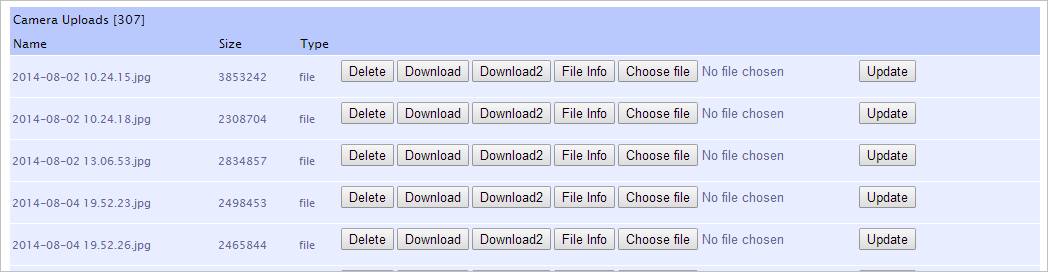 Camera Uploads [307]
Name Size Type
2014-08-02 10.24.15.jpg 3853242 file Delete Download Download2 File Info Choose file No file chosen Update
2014-08-02 10.24.18.jpg 2308704 file Delete Download Download2 File Info Choose file No file chosen Update
2014-08-02 13.06.53.jpg 2834857 file Delete Download Download2 File Info Choose file No file chosen Update
2014-08-04 19.52.23.jpg 2498453 file Delete Download Download2 File Info Choose file No file chosen Update
2014-08-04 19.52.26.jpg 2465844 file Delete Download Download2 File Info Choose file No file chosen Update